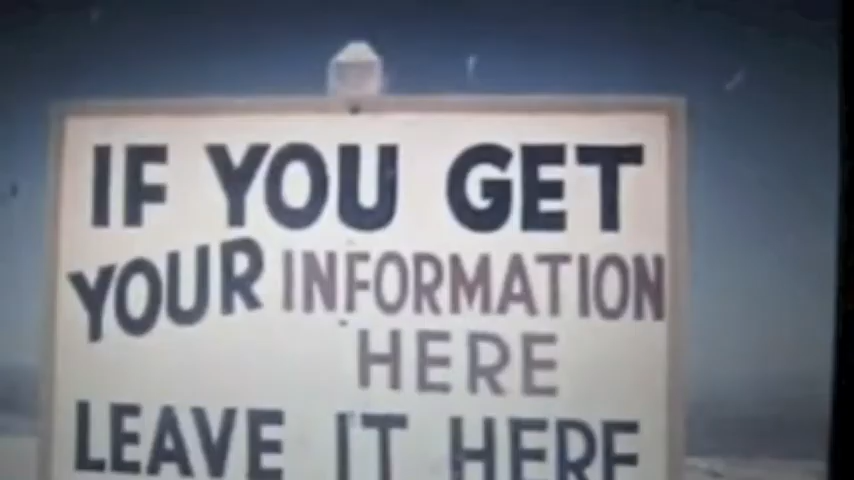 IF YOU GET
YOUR INFORMATION
HERE
LEAVE IT HERE